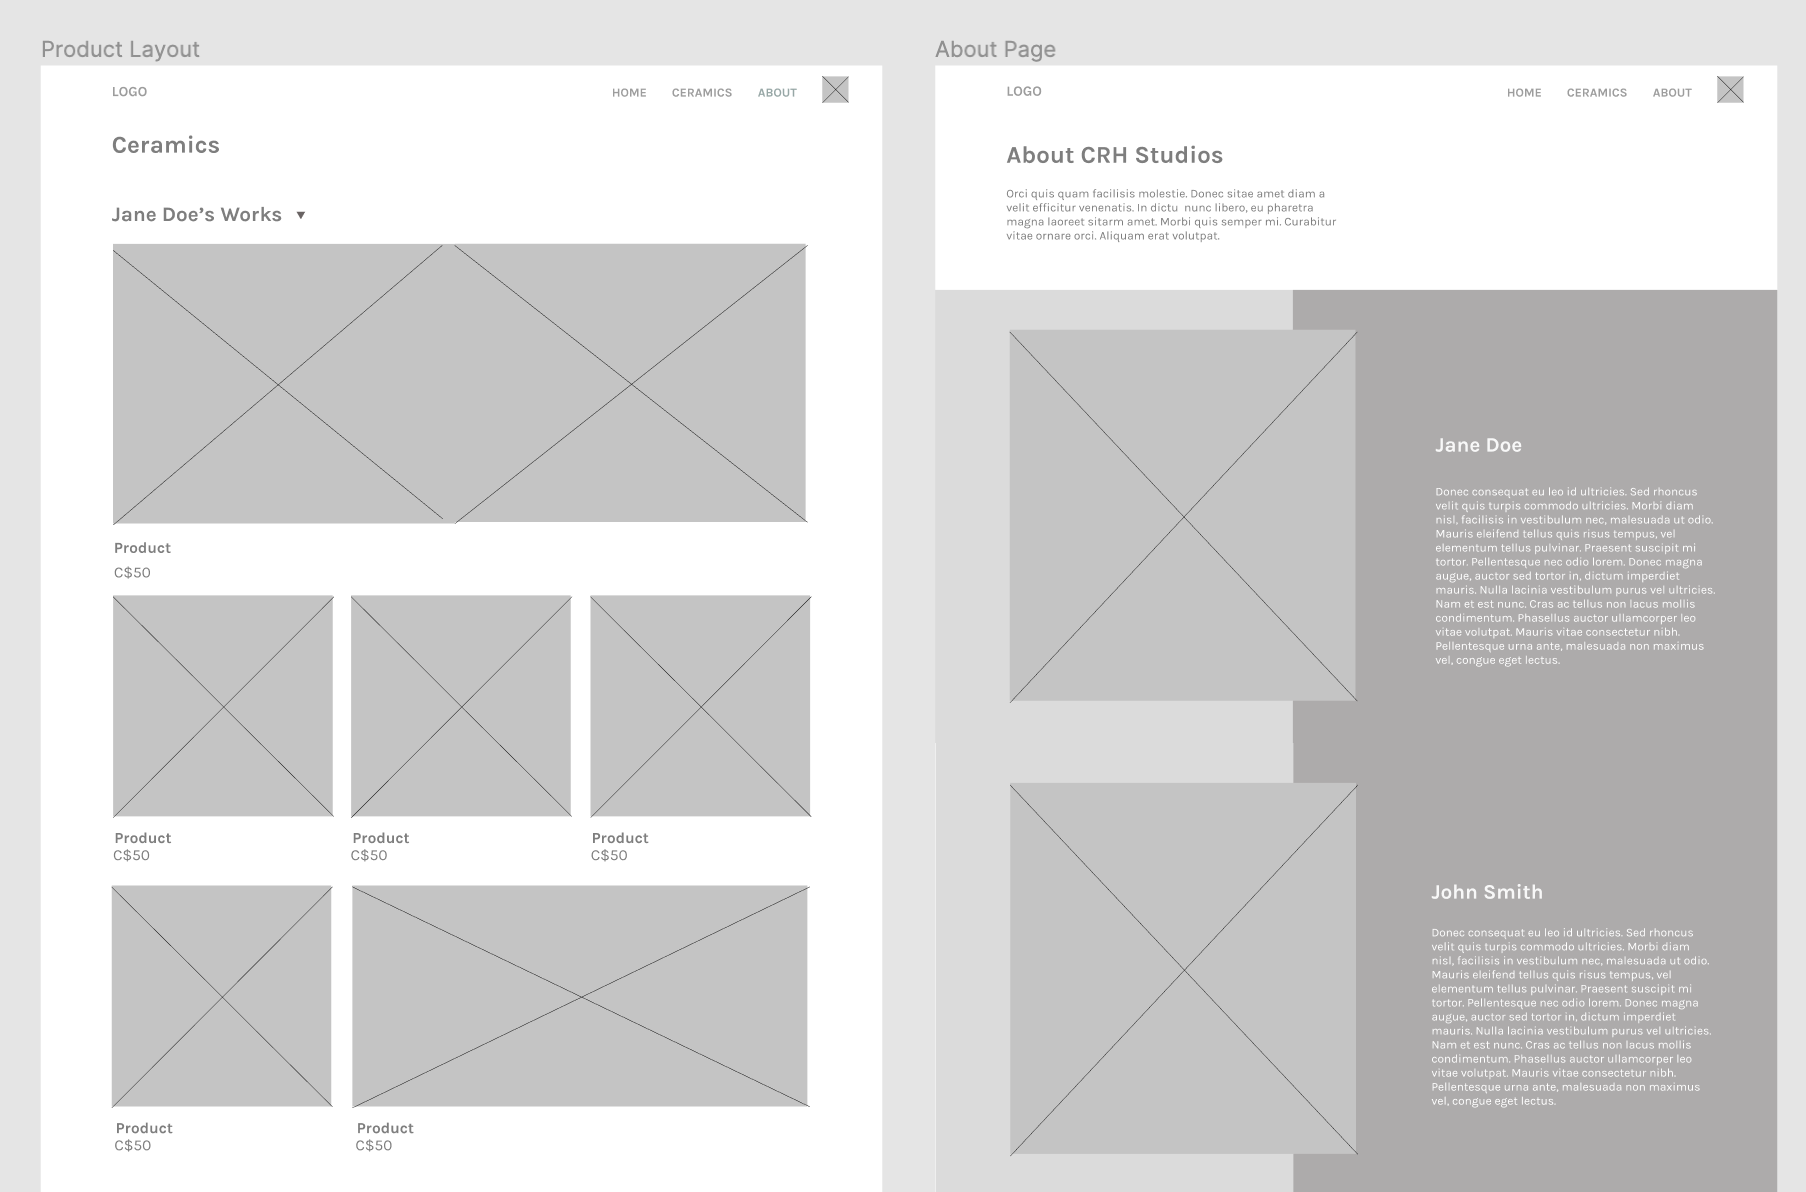 Product Layout
LOGO
HOME CERAMICS ABOUT
Ceramics
Jane Doe’s Works ▼
Product
C$50
Product Product Product
C$50 C$50 C$50
Product Product
C$50 C$50
About Page
LOGO
HOME CERAMICS ABOUT
About CRH Studios
Orci quis quam facilisis molestie. Donec sitae amet diam a
velit efficitur venenatis. In dictu  nunc libero, eu pharetra
magna laoreet sitarm amet. Morbi quis semper mi. Curabitur
vitae ornare orci. Aliquam erat volutpat.
Jane Doe
Donec consequat eu leo id ultricies. Sed rhoncus
velit quis turpis commodo ultricies. Morbi diam
nisl, facilisis in vestibulum nec, malesuada ut odio.
Mauris eleifend tellus quis risus tempus, vel
elementum tellus pulvinar. Praesent suscipit mi
tortor. Pellentesque nec odio lorem. Donec magna
augue, auctor sed tortor in, dictum imperdiet
mauris. Nulla lacinia vestibulum purus vel ultricies.
Nam et est nunc. Cras ac tellus non lacus mollis
condimentum. Phasellus auctor ullamcorper leo
vitae volutpat. Mauris vitae consectetur nibh.
Pellentesque urna ante, malesuada non maximus
vel, congue eget lectus.
John Smith
Donec consequat eu leo id ultricies. Sed rhoncus
velit quis turpis commodo ultricies. Morbi diam
nisl, facilisis in vestibulum nec, malesuada ut odio.
Mauris eleifend tellus quis risus tempus, vel
elementum tellus pulvinar. Praesent suscipit mi
tortor. Pellentesque nec odio lorem. Donec magna
augue, auctor sed tortor in, dictum imperdiet
mauris. Nulla lacinia vestibulum purus vel ultricies.
Nam et est nunc. Cras ac tellus non lacus mollis
condimentum. Phasellus auctor ullamcorper leo
vitae volutpat. Mauris vitae consectetur nibh.
Pellentesque urna ante, malesuada non maximus
vel, congue eget lectus.